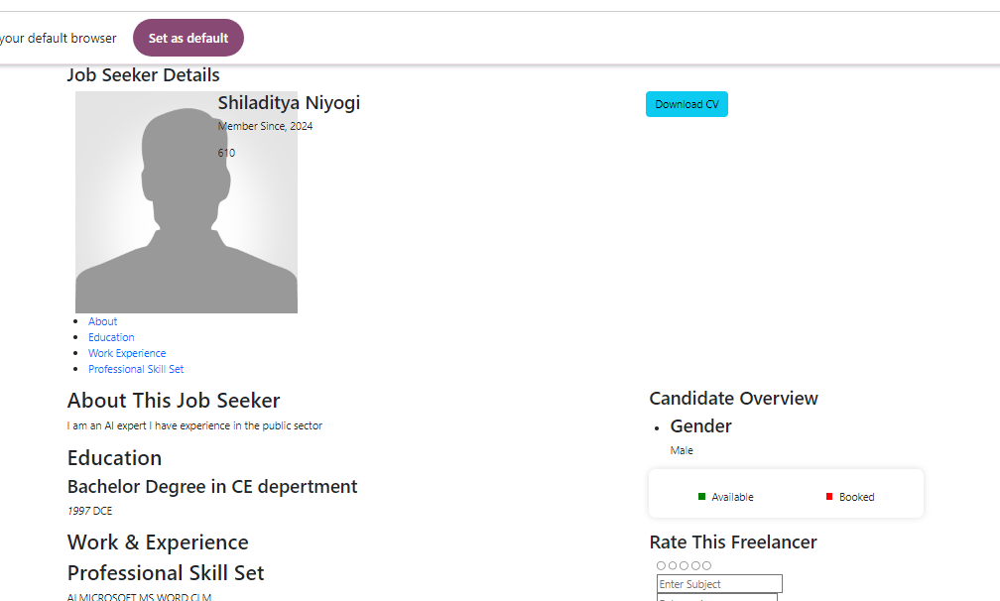 your default browser
Set as default
Job Seeker Details
Shiladitya Niyogi
Download CV
Member Since, 2024
610
About
Education
Work Experience
Professional Skill Set
About This Job Seeker
I am an AI expert I have experience in the public sector
Education
Bachelor Degree in CE depertment
1997 DCE
Work & Experience
Professional Skill Set
AI MICROSOFT MS WORD CLM
Candidate Overview
Gender
Male
Available
Booked
Rate This Freelancer
Enter Subject